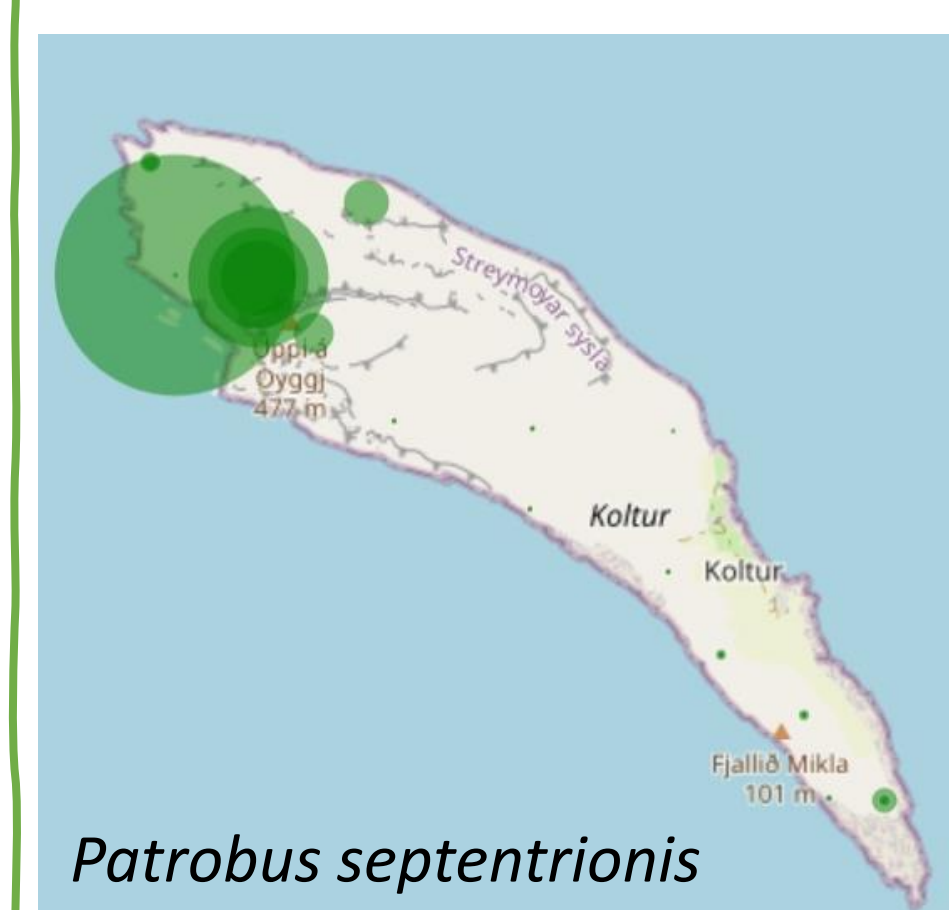 Streymoyar sýsla
Uppi á
Oyggj
477 m
Koltur
Koltur
Fjallið Mikla
101 m
Patrobus septentrionis